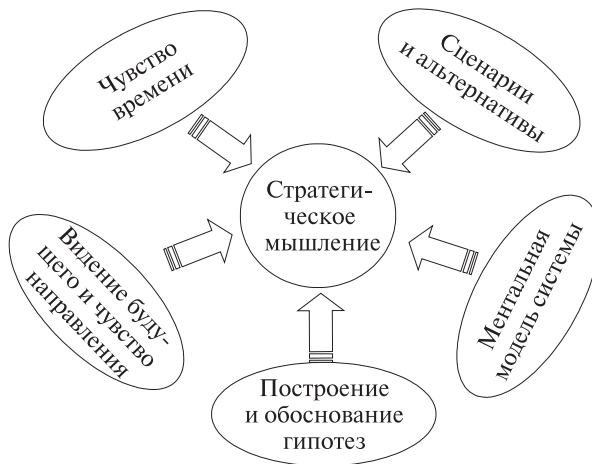 Чувство
времени
Сценарии
и альтернативы
Стратеги-
ческое
мышление
Видение буду-
щего и чувство
направления
Ментальная
модель системы
Построение
и обоснование
гипотез